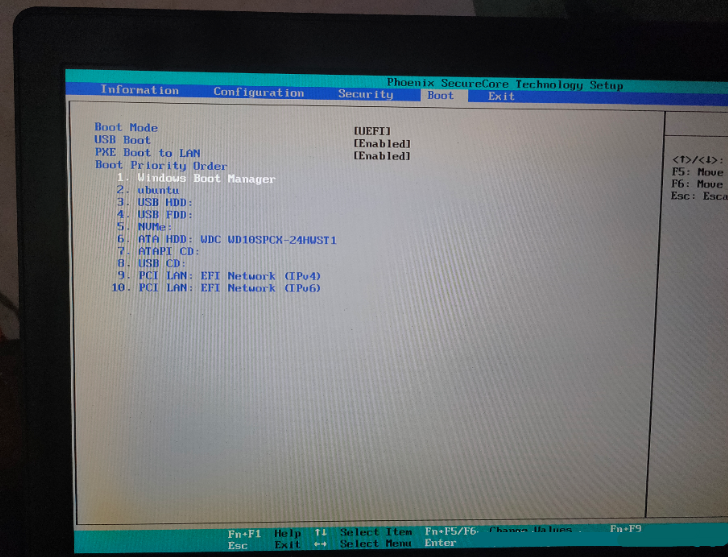 Phoenix SecureCore Technology Setup
Information Configuration Security Boot Exit
Boot Mode [UEFI]
USB Boot [Enabled]
PXE Boot to LAN [Enabled]
Boot Priority Order
1. Windows Boot Manager
2. ubuntu
3. USB HDD:
4. USB FDD:
5. NVMe:
6. ATA HDD: WDC WD10SPCX-24HWST1
7. ATAPI CD:
8. USB CD:
9. PCI LAN: EFI Network (IPv4)
10. PCI LAN: EFI Network (IPv6)
<↑>/<↓>:
F5: Move
F6: Move
Esc: Esca
Fn+F1 Help ↑↓ Select Item Fn+F5/F6 Change Values Fn+F9
Esc Exit ←→ Select Menu Enter